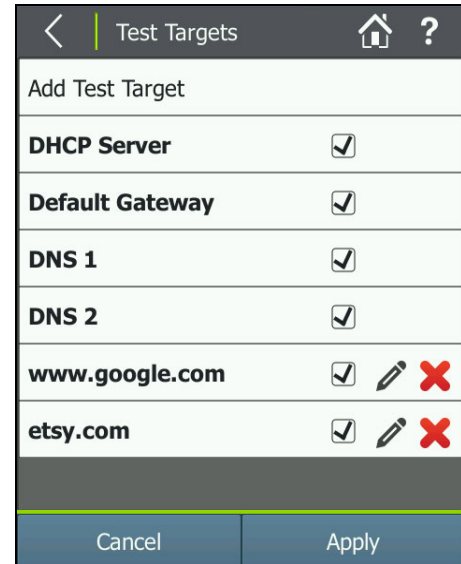 Test Targets ?
Add Test Target
DHCP Server
Default Gateway
DNS 1
DNS 2
www.google.com
etsy.com
Cancel Apply